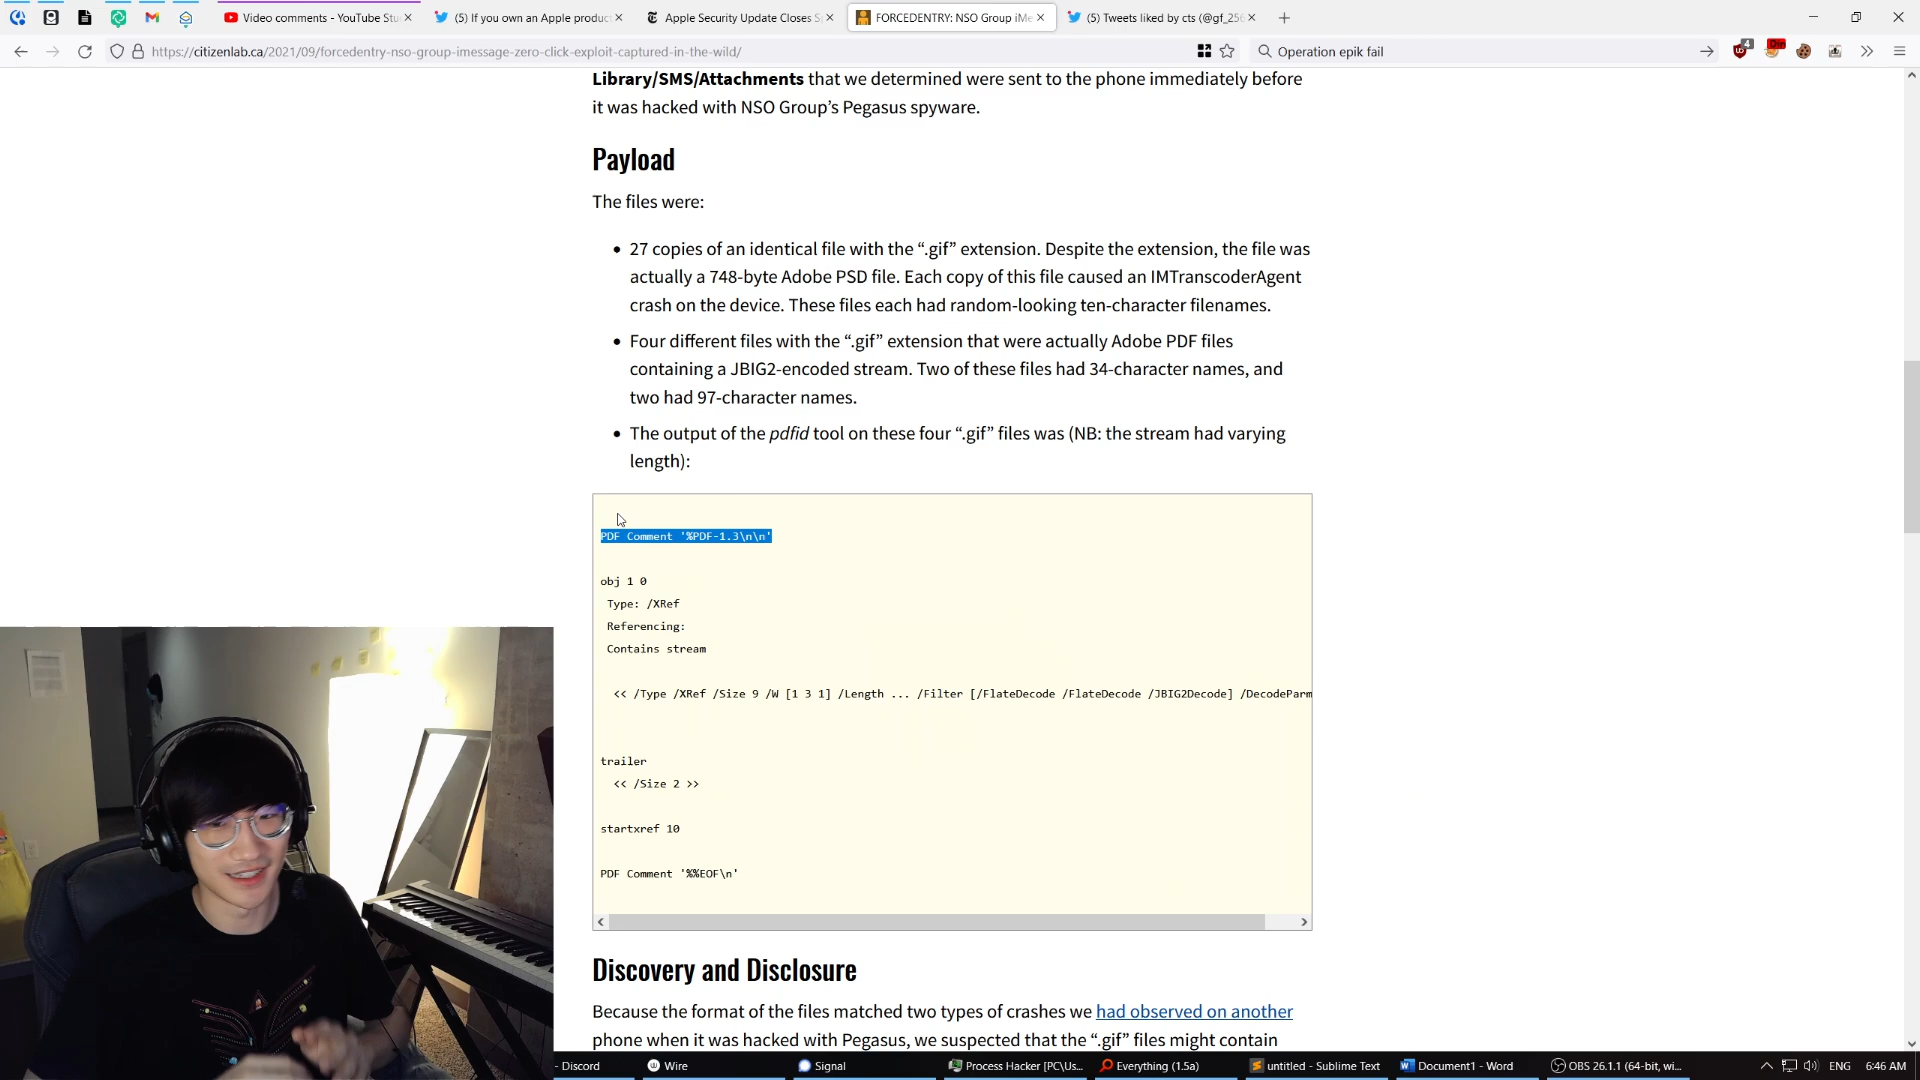 Video comments - YouTube Stu
(5) If you own an Apple produc
Apple Security Update Closes S
FORCEDENTRY: NSO Group iMe
(5) Tweets liked by cts (@gf_256
https://citizenlab.ca/2021/09/forcedentry-nso-group-imessage-zero-click-exploit-captured-in-the-wild/
Operation epik fail
4
Library/SMS/Attachments that we determined were sent to the phone immediately before
it was hacked with NSO Group’s Pegasus spyware.
Payload
The files were:
27 copies of an identical file with the “.gif” extension. Despite the extension, the file was
actually a 748-byte Adobe PSD file. Each copy of this file caused an IMTranscoderAgent
crash on the device. These files each had random-looking ten-character filenames.
Four different files with the “.gif” extension that were actually Adobe PDF files
containing a JBIG2-encoded stream. Two of these files had 34-character names, and
two had 97-character names.
The output of the pdfid tool on these four “.gif” files was (NB: the stream had varying
length):
PDF Comment '%PDF-1.3\n\n'
obj 1 0
Type: /XRef
Referencing:
Contains stream
<< /Type /XRef /Size 9 /W [1 3 1] /Length ... /Filter [/FlateDecode /FlateDecode /JBIG2Decode] /DecodeParm
trailer
<< /Size 2 >>
startxref 10
PDF Comment '%%EOF\n'
Discovery and Disclosure
Because the format of the files matched two types of crashes we had observed on another
phone when it was hacked with Pegasus, we suspected that the “.gif” files might contain
- Discord
Wire
Signal
Process Hacker [PC\Us...
Everything (1.5a)
untitled - Sublime Text
Document1 - Word
OBS 26.1.1 (64-bit, wi...
ENG
6:46 AM